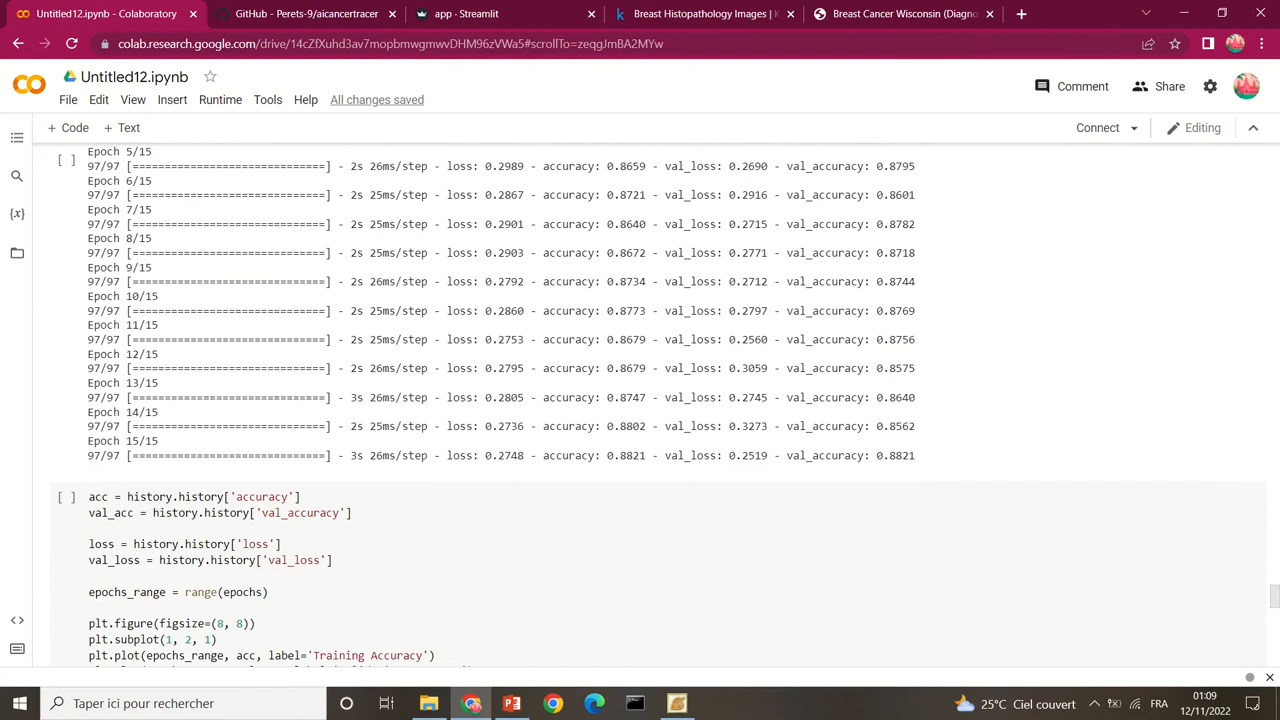 Untitled12.ipynb - Colaboratory
GitHub - Perets-9/aicancertracer
app · Streamlit
Breast Histopathology Images | K
Breast Cancer Wisconsin (Diagno
colab.research.google.com/drive/14cZfXuhd3av7mopbmwgmwvDHM96zVWa5#scrollTo=zeqgJmBA2MYw
Untitled12.ipynb
Comment
Share
File Edit View Insert Runtime Tools Help All changes saved
+ Code + Text
Connect
Editing
Epoch 5/15
[ ]
97/97 [==============================] - 2s 26ms/step - loss: 0.2989 - accuracy: 0.8659 - val_loss: 0.2690 - val_accuracy: 0.8795
Epoch 6/15
97/97 [==============================] - 2s 25ms/step - loss: 0.2867 - accuracy: 0.8721 - val_loss: 0.2916 - val_accuracy: 0.8601
Epoch 7/15
97/97 [==============================] - 2s 25ms/step - loss: 0.2901 - accuracy: 0.8640 - val_loss: 0.2715 - val_accuracy: 0.8782
Epoch 8/15
97/97 [==============================] - 2s 25ms/step - loss: 0.2903 - accuracy: 0.8672 - val_loss: 0.2771 - val_accuracy: 0.8718
Epoch 9/15
97/97 [==============================] - 2s 26ms/step - loss: 0.2792 - accuracy: 0.8734 - val_loss: 0.2712 - val_accuracy: 0.8744
Epoch 10/15
97/97 [==============================] - 2s 25ms/step - loss: 0.2860 - accuracy: 0.8773 - val_loss: 0.2797 - val_accuracy: 0.8769
Epoch 11/15
97/97 [==============================] - 2s 25ms/step - loss: 0.2753 - accuracy: 0.8679 - val_loss: 0.2560 - val_accuracy: 0.8756
Epoch 12/15
97/97 [==============================] - 2s 26ms/step - loss: 0.2795 - accuracy: 0.8679 - val_loss: 0.3059 - val_accuracy: 0.8575
Epoch 13/15
97/97 [==============================] - 3s 26ms/step - loss: 0.2805 - accuracy: 0.8747 - val_loss: 0.2745 - val_accuracy: 0.8640
Epoch 14/15
97/97 [==============================] - 2s 25ms/step - loss: 0.2736 - accuracy: 0.8802 - val_loss: 0.3273 - val_accuracy: 0.8562
Epoch 15/15
97/97 [==============================] - 3s 26ms/step - loss: 0.2748 - accuracy: 0.8821 - val_loss: 0.2519 - val_accuracy: 0.8821
[ ] acc = history.history['accuracy']
val_acc = history.history['val_accuracy']
loss = history.history['loss']
val_loss = history.history['val_loss']
epochs_range = range(epochs)
plt.figure(figsize=(8, 8))
plt.subplot(1, 2, 1)
plt.plot(epochs_range, acc, label='Training Accuracy')
Taper ici pour rechercher
25°C Ciel couvert
FRA
01:09
12/11/2022